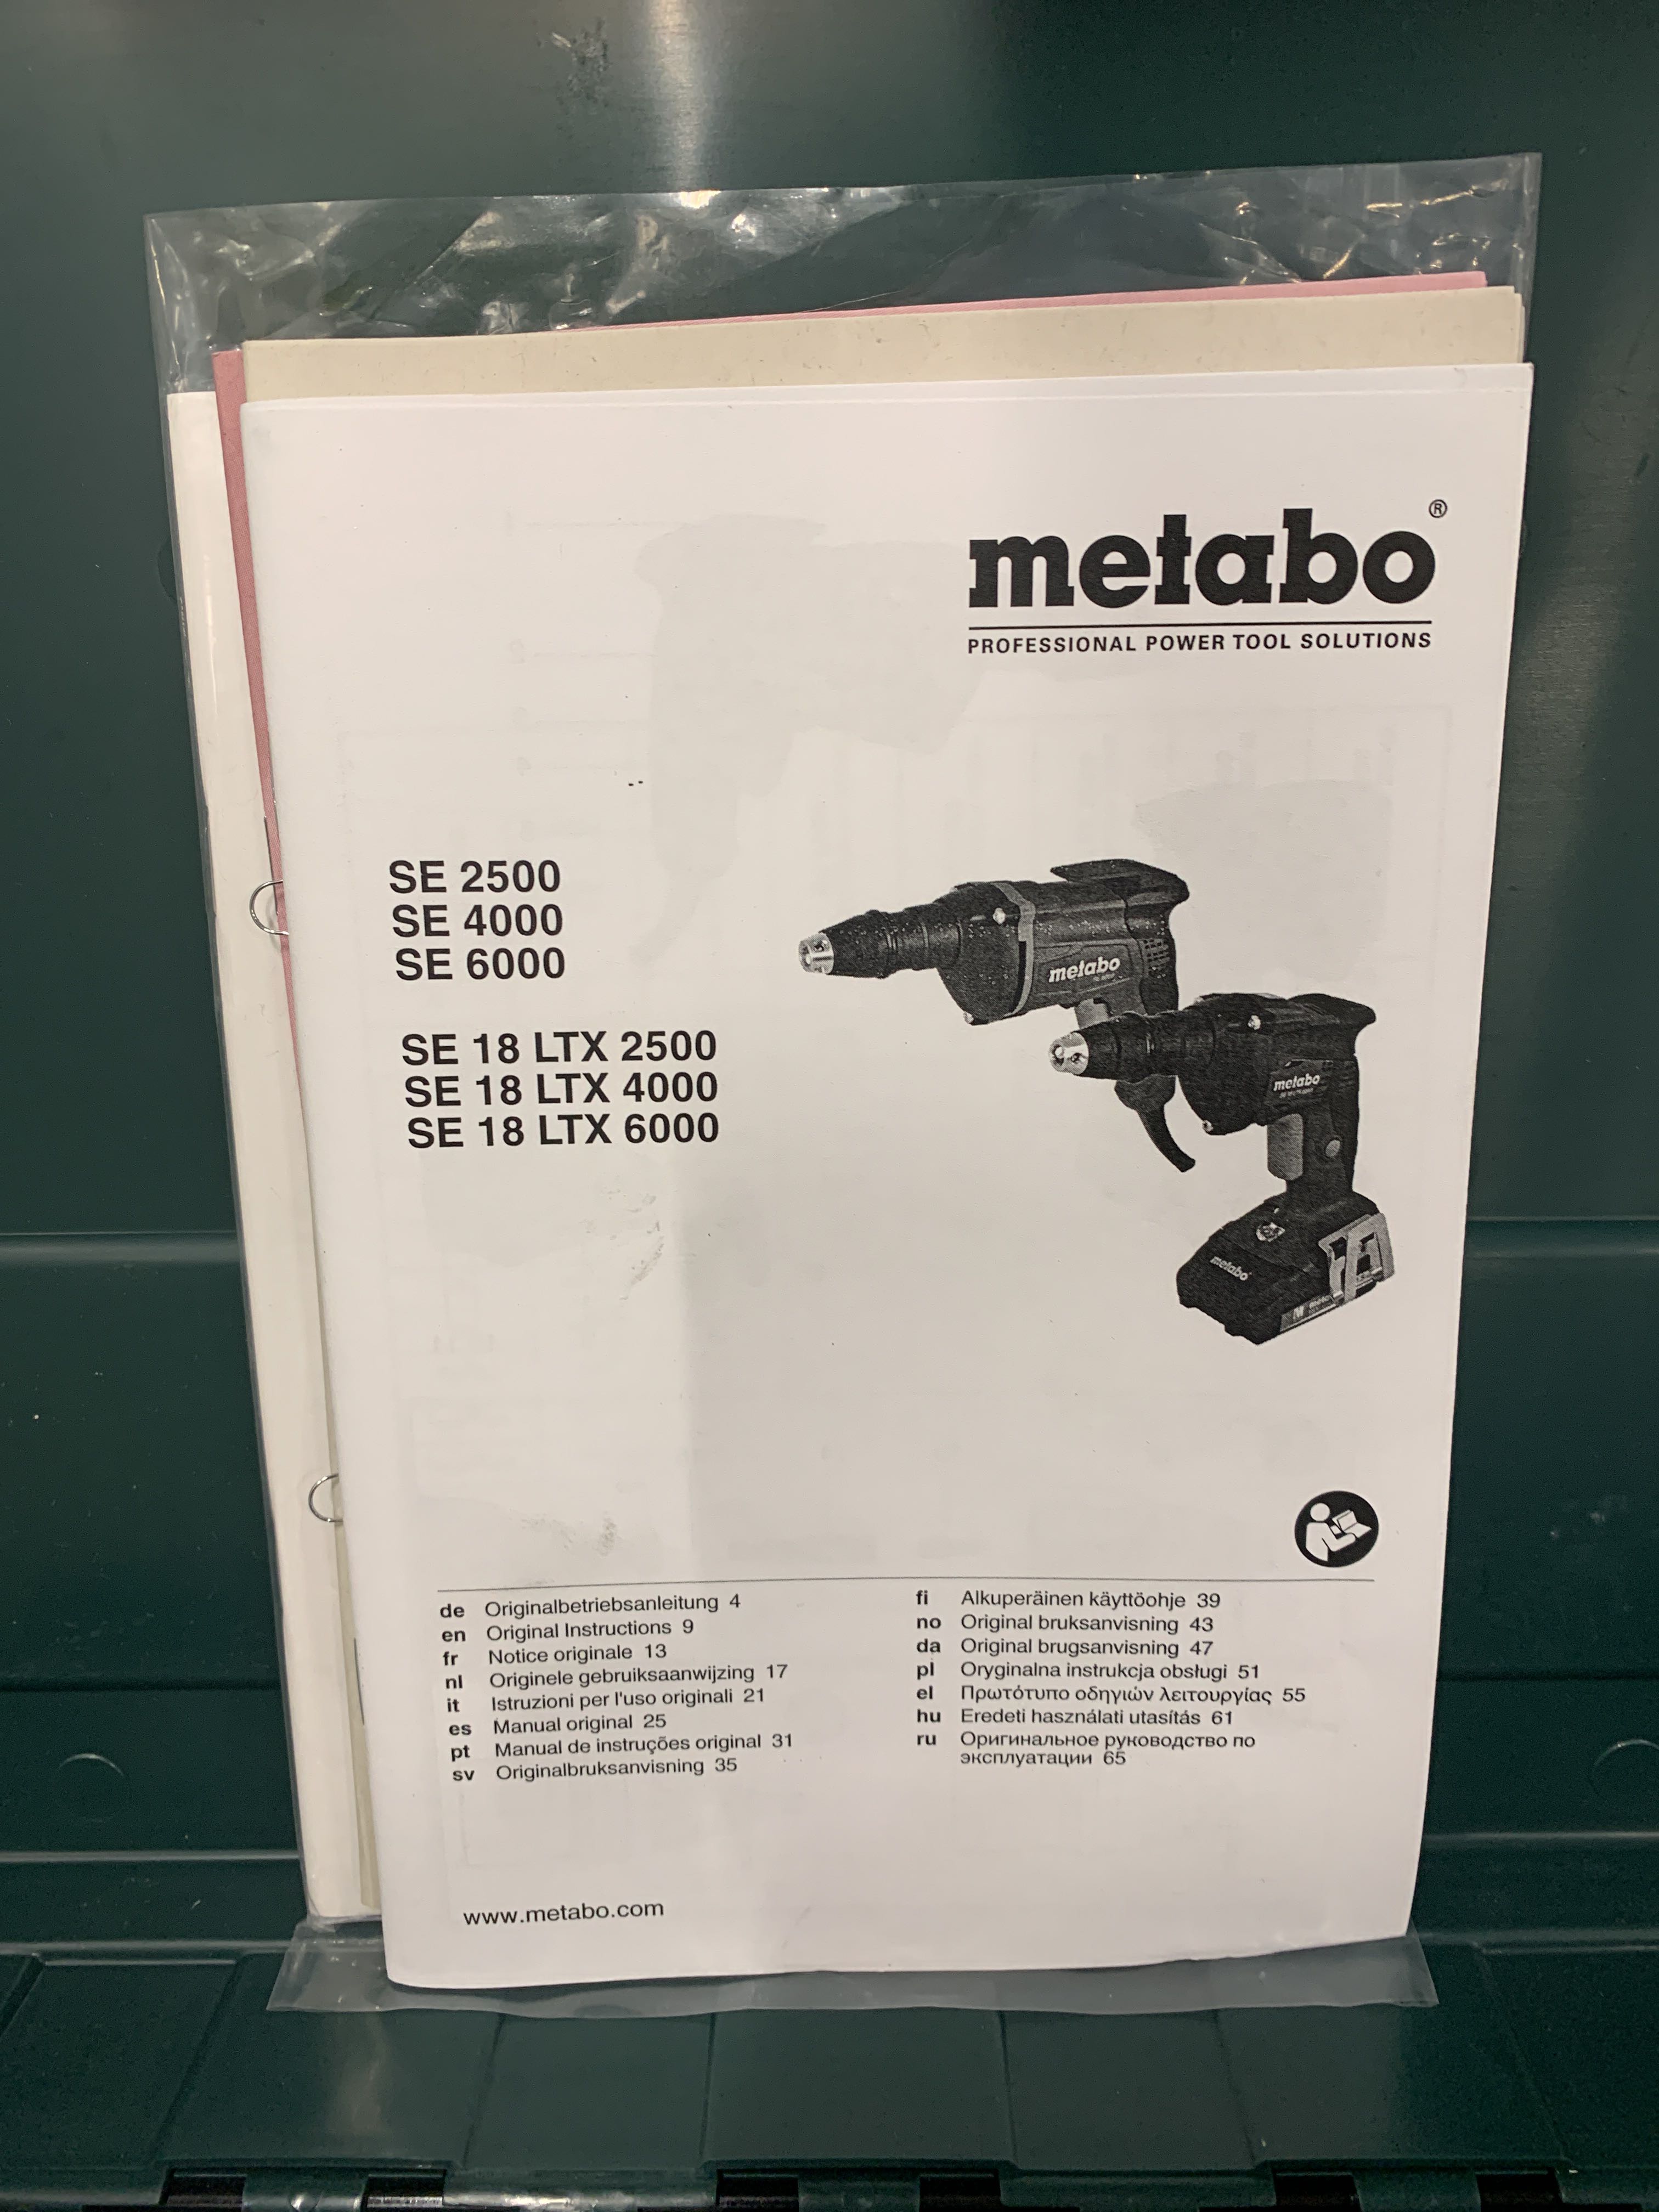 metabo®
PROFESSIONAL POWER TOOL SOLUTIONS
SE 2500
SE 4000
SE 6000
SE 18 LTX 2500
SE 18 LTX 4000
SE 18 LTX 6000
metabo
metabo
metabo
de Originalbetriebsanleitung 4
en Original Instructions 9
fr Notice originale 13
nl Originele gebruiksaanwijzing 17
it Istruzioni per l'uso originali 21
es Manual original 25
pt Manual de instruções original 31
sv Originalbruksanvisning 35
fi Alkuperäinen käyttöohje 39
no Original bruksanvisning 43
da Original brugsanvisning 47
pl Oryginalna instrukcja obsługi 51
el Πρωτότυπο οδηγιών λειτουργίας 55
hu Eredeti használati utasítás 61
ru Оригинальное руководство по
эксплуатации 65
www.metabo.com